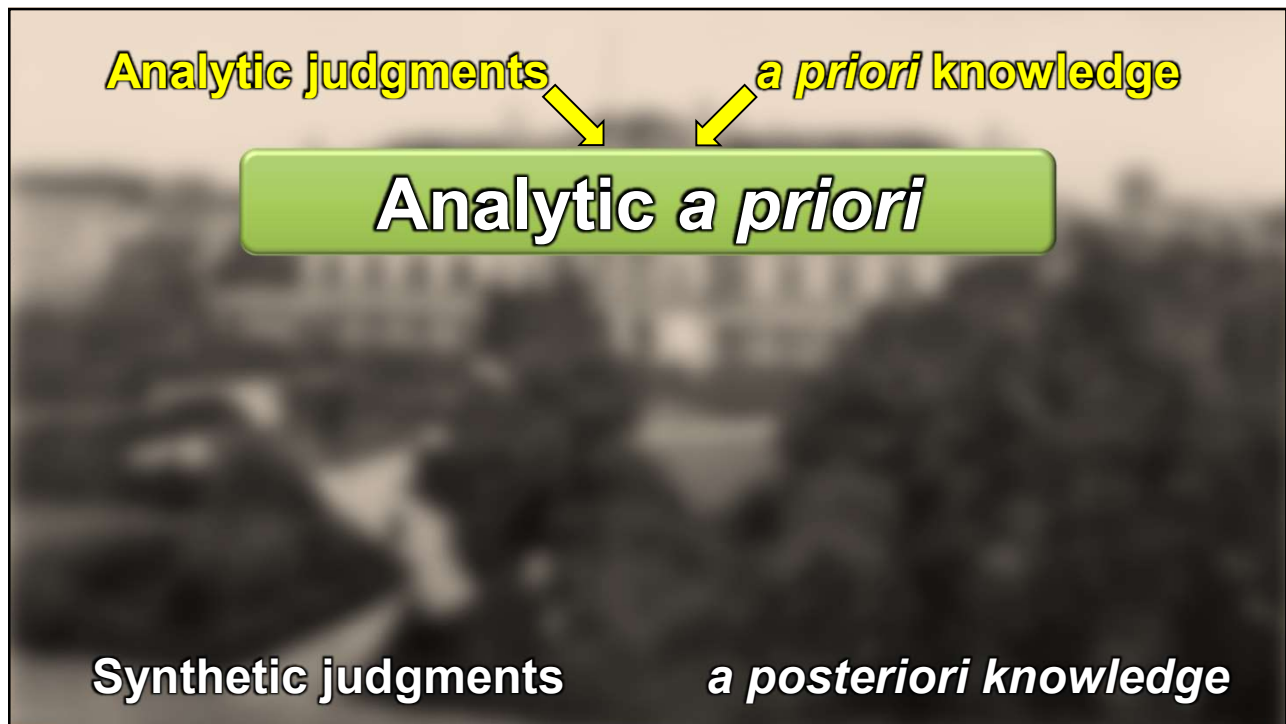 Analytic judgments a priori knowledge
Analytic a priori
Synthetic judgments a posteriori knowledge